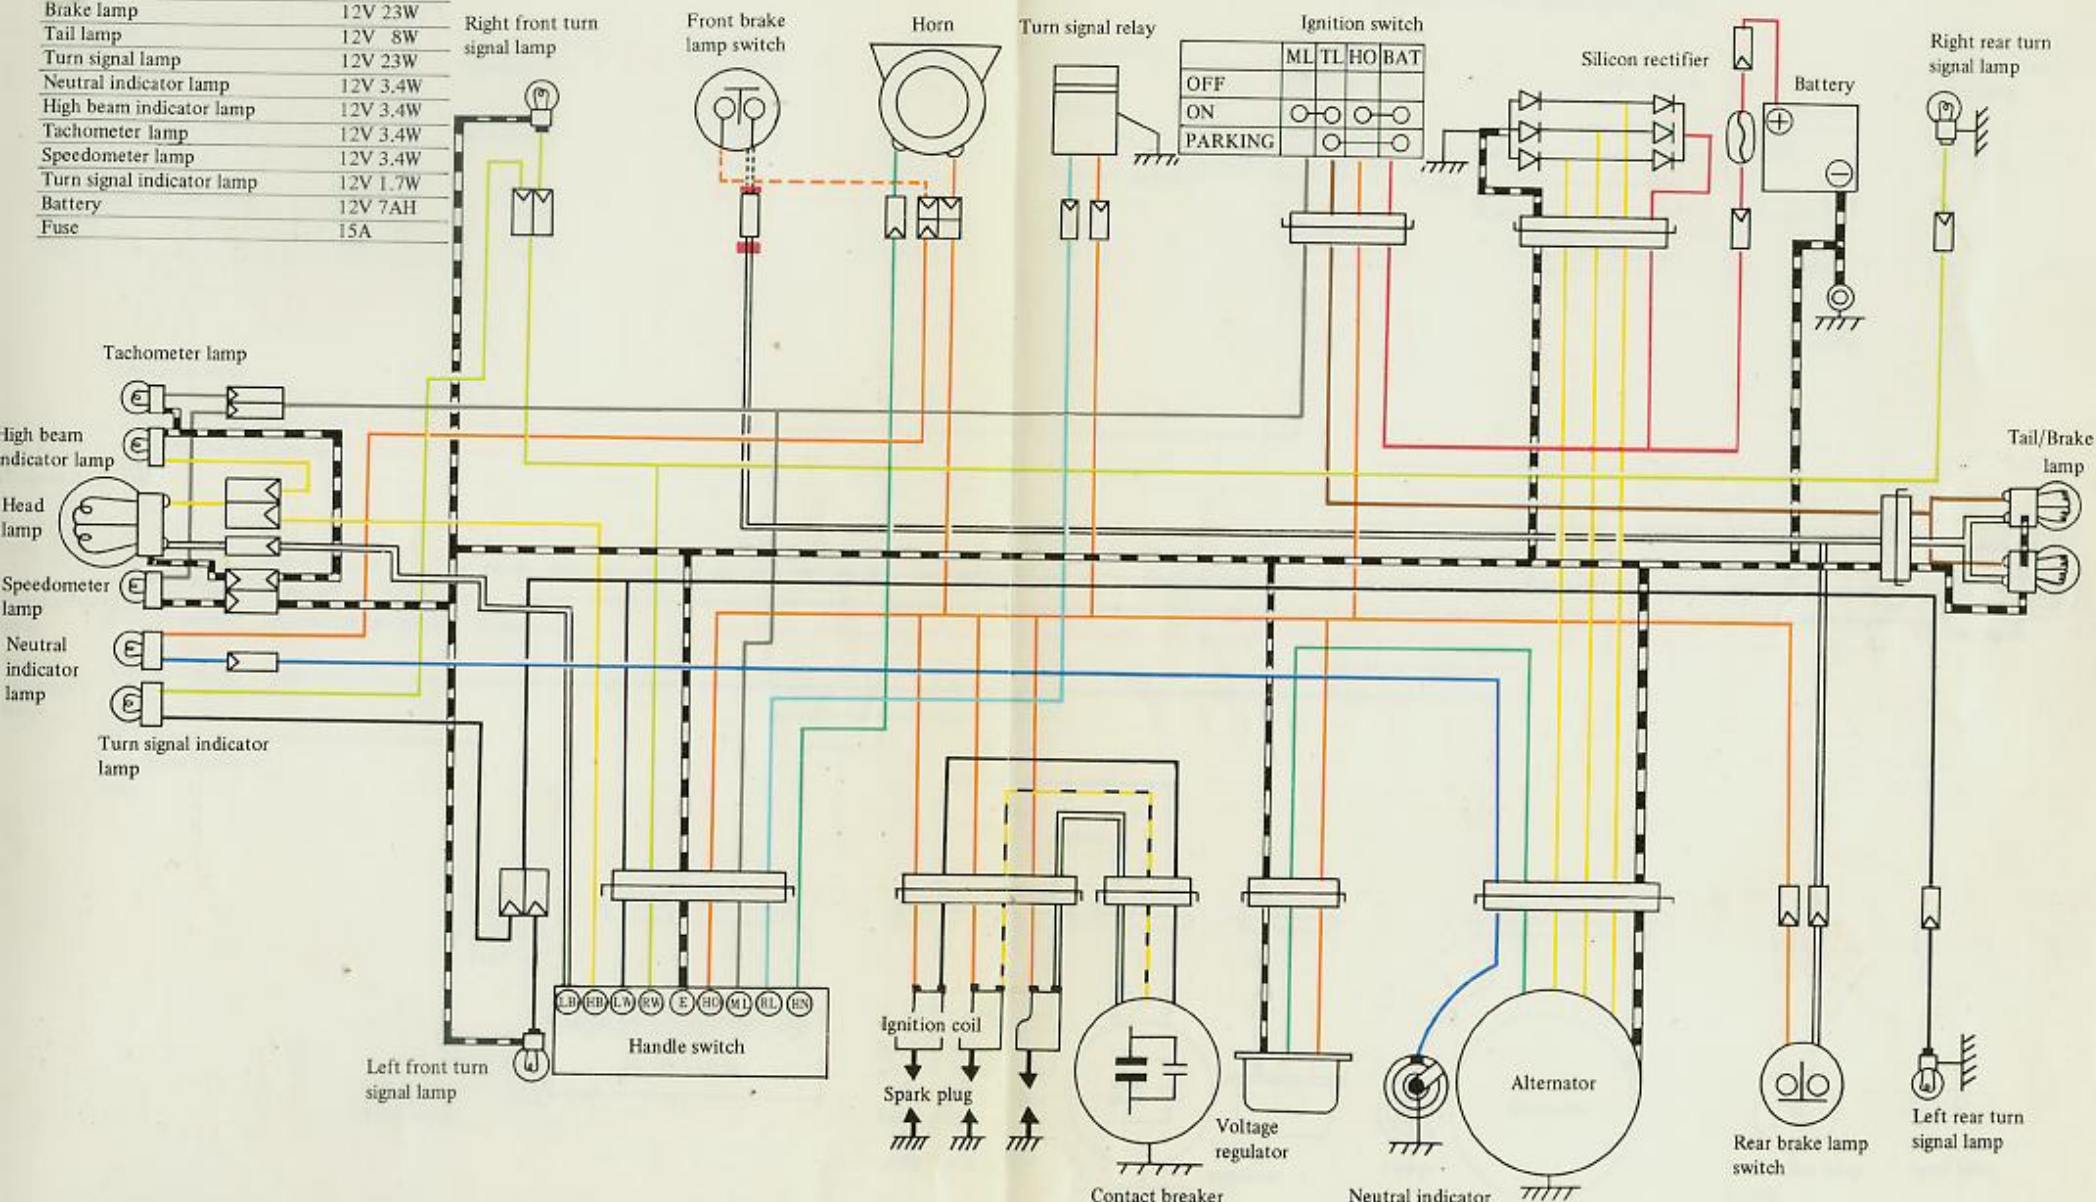 Brake lamp 12V 23W
Tail lamp 12V 8W
Turn signal lamp 12V 23W
Neutral indicator lamp 12V 3.4W
High beam indicator lamp 12V 3.4W
Tachometer lamp 12V 3.4W
Speedometer lamp 12V 3.4W
Turn signal indicator lamp 12V 1.7W
Battery 12V 7AH
Fuse 15A
Right front turn
signal lamp
Front brake
lamp switch
Horn
Turn signal relay
Ignition switch
ML TL HO BAT
OFF
ON
PARKING
Silicon rectifier
Battery
Right rear turn
signal lamp
Tachometer lamp
High beam
ndicator lamp
Head
lamp
Speedometer
lamp
Neutral
indicator
lamp
Turn signal indicator
lamp
Tail/Brake
lamp
LB HB LW RW E HO ML BL HN
Handle switch
Left front turn
signal lamp
Ignition coil
Spark plug
Contact breaker
Voltage
regulator
Neutral indicator
Alternator
Rear brake lamp
switch
Left rear turn
signal lamp